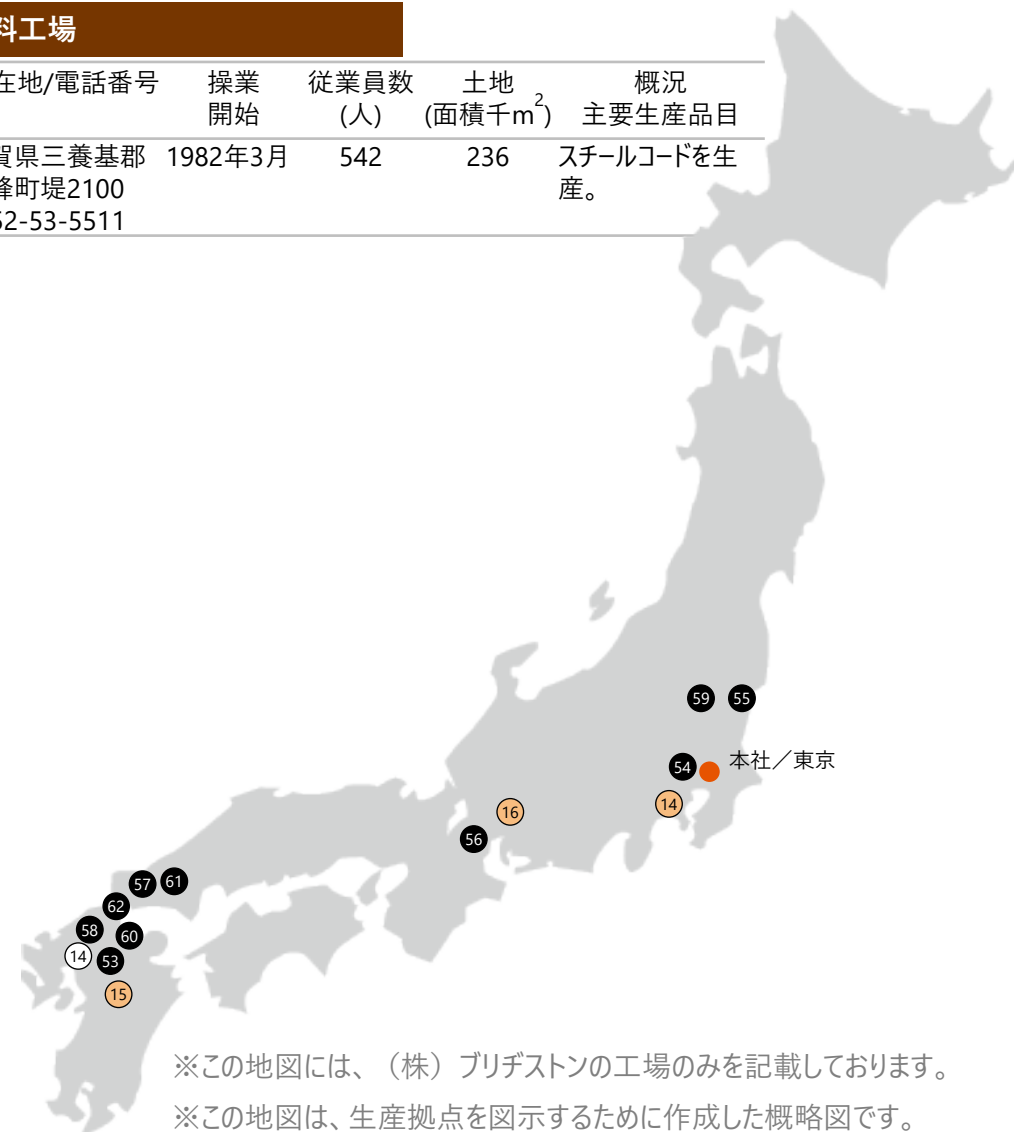 料工場
在地/電話番号 操業 従業員数 土地 概況
開始 (人) (面積千m²) 主要生産品目
賀県三養基郡 1982年3月 542 236 スチールコードを生
峰町堤2100 産。
52-53-5511
59 55
54 本社／東京
16 14
56
57 61
62
58 60
14 53
15
※この地図には、（株）ブリヂストンの工場のみを記載しております。
※この地図は、生産拠点を図示するために作成した概略図です。